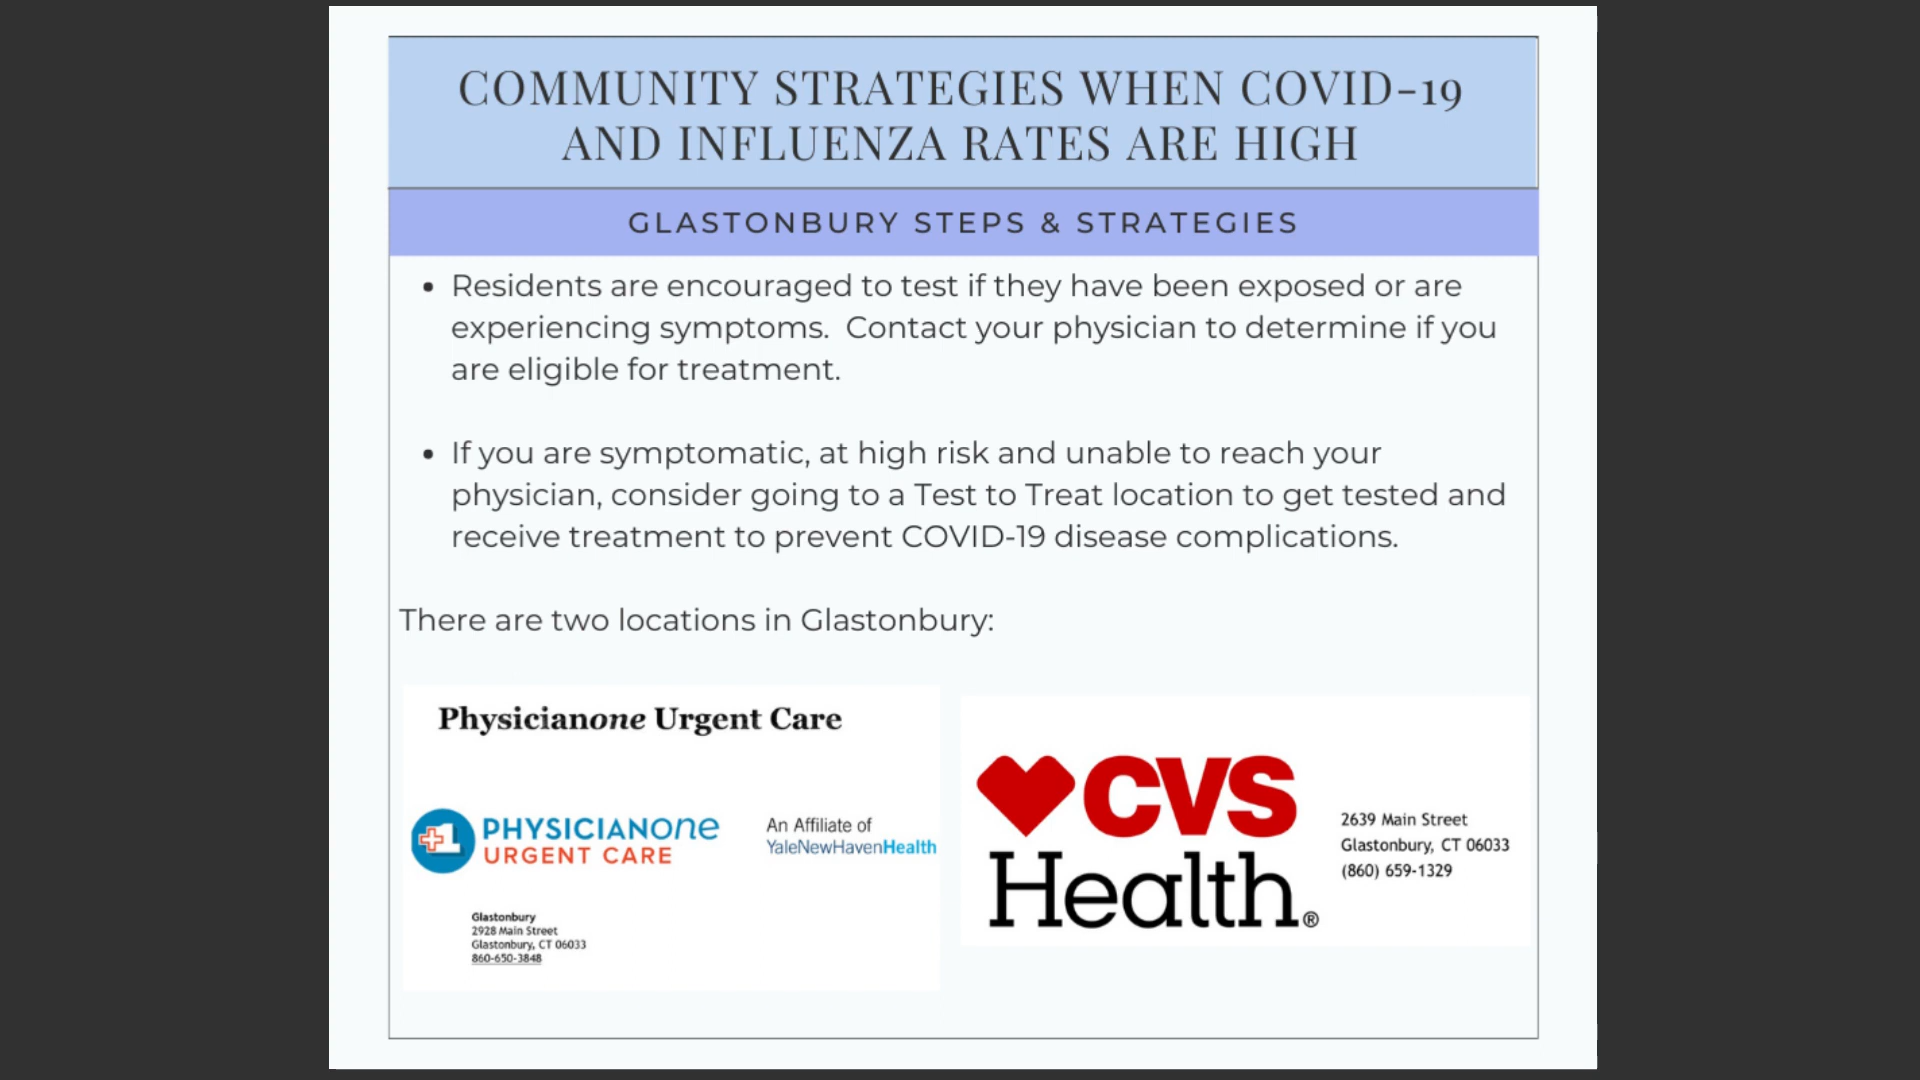 COMMUNITY STRATEGIES WHEN COVID-19
AND INFLUENZA RATES ARE HIGH
GLASTONBURY STEPS & STRATEGIES
• Residents are encouraged to test if they have been exposed or are
experiencing symptoms. Contact your physician to determine if you
are eligible for treatment.
• If you are symptomatic, at high risk and unable to reach your
physician, consider going to a Test to Treat location to get tested and
receive treatment to prevent COVID-19 disease complications.
There are two locations in Glastonbury:
Physicianone Urgent Care
PHYSICIANone
URGENT CARE
An Affiliate of
YaleNewHavenHealth
Glastonbury
2928 Main Street
Glastonbury, CT 06033
860-650-3848
CVS
Health®
2639 Main Street
Glastonbury, CT 06033
(860) 659-1329